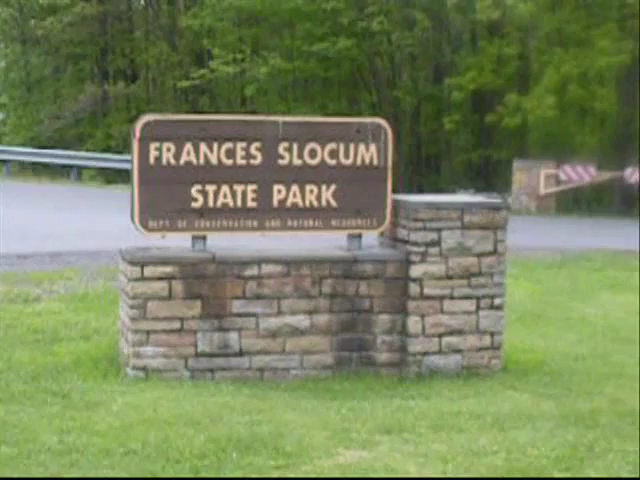 FRANCES SLOCUM
STATE PARK
DEPT. OF CONSERVATION AND NATURAL RESOURCES